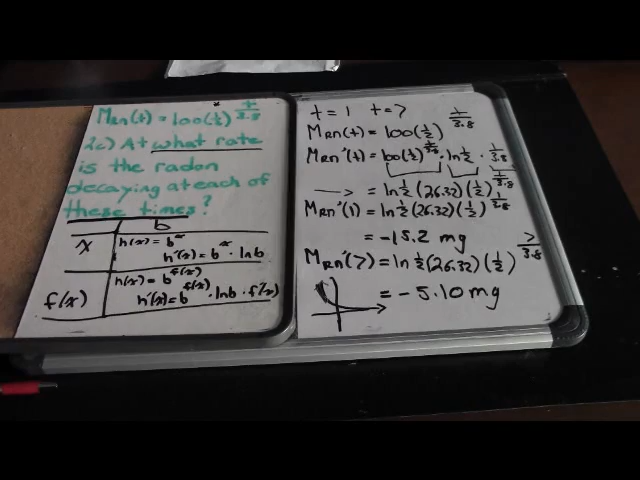 M_Rn(t) = 100(½)^(t/3.8)
2c) At what rate
is the radon
decaying at each of
these times?
b
x
h(x) = b^x
h'(x) = b^x · ln b
f(x)
h(x) = b^f(x)
h'(x) = b^f(x) · ln b · f'(x)
t = 1 t = 7
M_Rn(t) = 100(½)^(t/3.8)
M_Rn'(t) = 100(½)^(t/3.8) · ln ½ · 1/3.8
→ = ln ½ (26.32)(½)^(t/3.8)
M_Rn'(1) = ln ½ (26.32)(½)^(1/3.8)
= -15.2 mg
M_Rn'(7) = ln ½ (26.32)(½)^(7/3.8)
= -5.10 mg